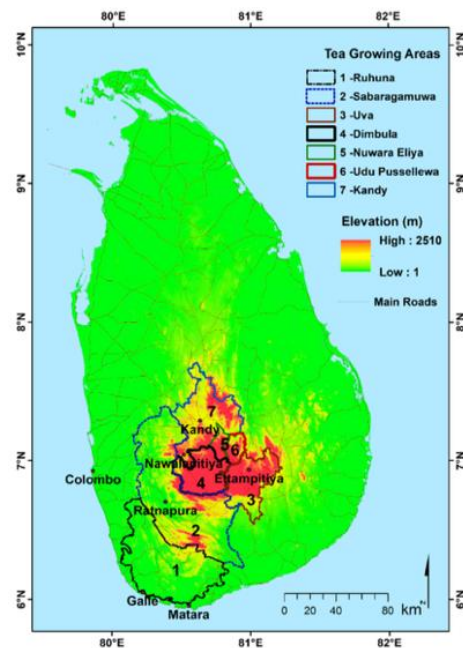 80°E 81°E 82°E
10°N
9°N
8°N
7°N
6°N
Tea Growing Areas
1 -Ruhuna
2 -Sabaragamuwa
3 -Uva
4 -Dimbula
5 -Nuwara Eliya
6 -Udu Pussellewa
7 -Kandy
Elevation (m)
High : 2510
Low : 1
Main Roads
10°N
9°N
8°N
7°N
6°N
7
Kandy
5
6
Nawalapitiya
4
Ettampitiya
3
Colombo
Ratnapura
2
1
Galle
Matara
0 20 40 80
km²
80°E 81°E 82°E